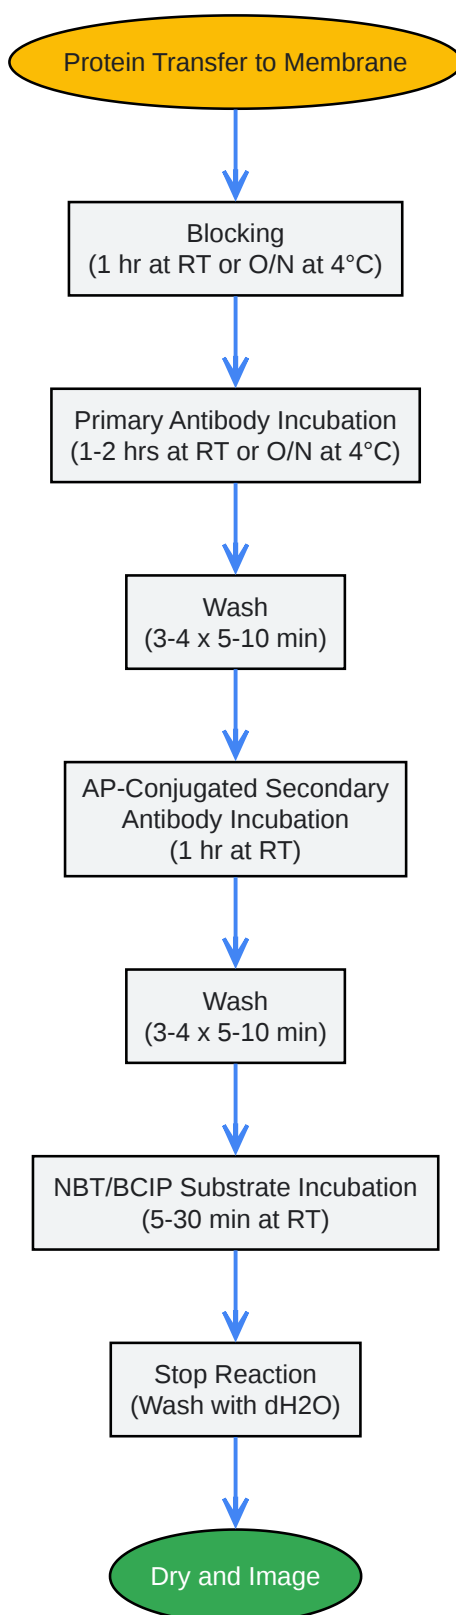 Protein Transfer to Membrane
Blocking
(1 hr at RT or O/N at 4°C)
Primary Antibody Incubation
(1-2 hrs at RT or O/N at 4°C)
Wash
(3-4 x 5-10 min)
AP-Conjugated Secondary
Antibody Incubation
(1 hr at RT)
Wash
(3-4 x 5-10 min)
NBT/BCIP Substrate Incubation
(5-30 min at RT)
Stop Reaction
(Wash with dH2O)
Dry and Image